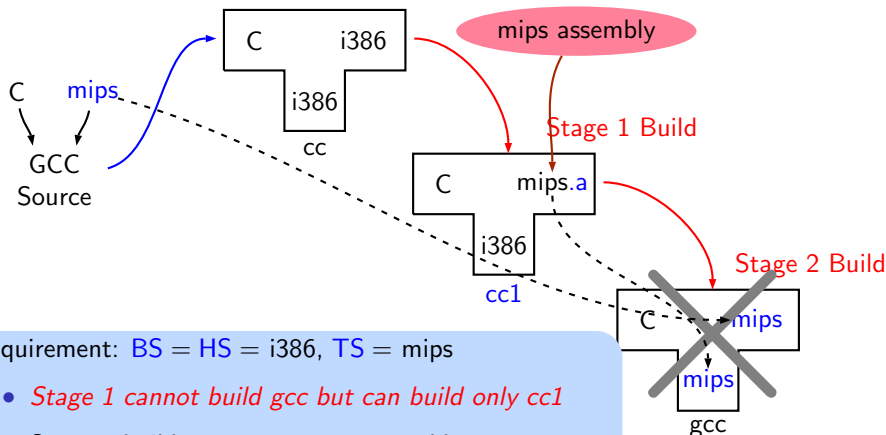 mips assembly
C i386
i386
cc
C mips
GCC
Source
Stage 1 Build
C mips.a
i386
cc1
Stage 2 Build
C mips
mips
gcc
quirement: BS = HS = i386, TS = mips
• Stage 1 cannot build gcc but can build only cc1